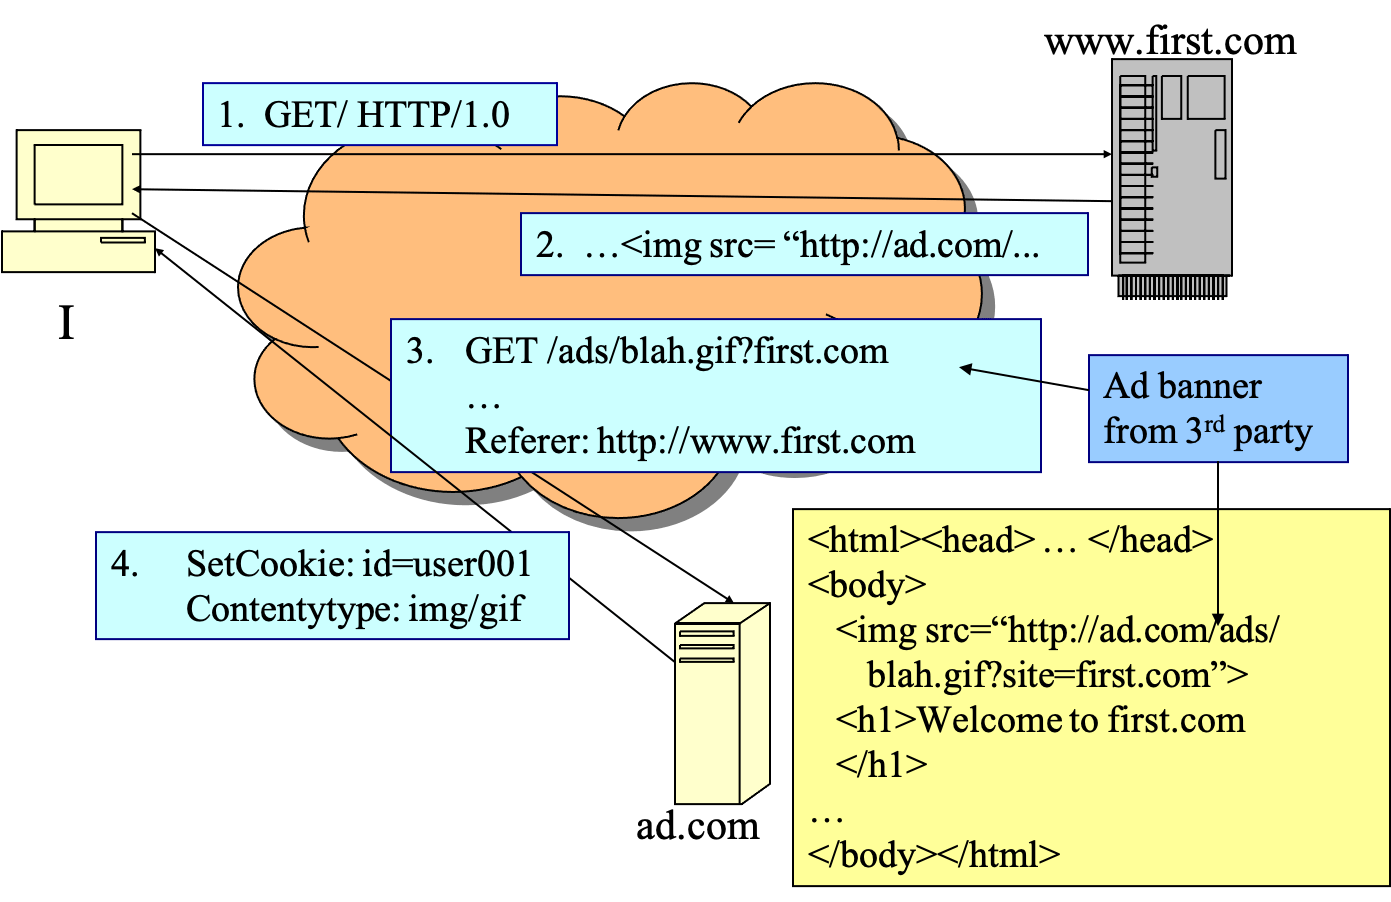 www.first.com
1. GET/ HTTP/1.0
2. …<img src= “http://ad.com/...
I
3. GET /ads/blah.gif?first.com
…
Referer: http://www.first.com
Ad banner
from 3rd party
4. SetCookie: id=user001
Contentytype: img/gif
ad.com
<html><head> … </head>
<body>
<img src=“http://ad.com/ads/
blah.gif?site=first.com”>
<h1>Welcome to first.com
</h1>
…
</body></html>